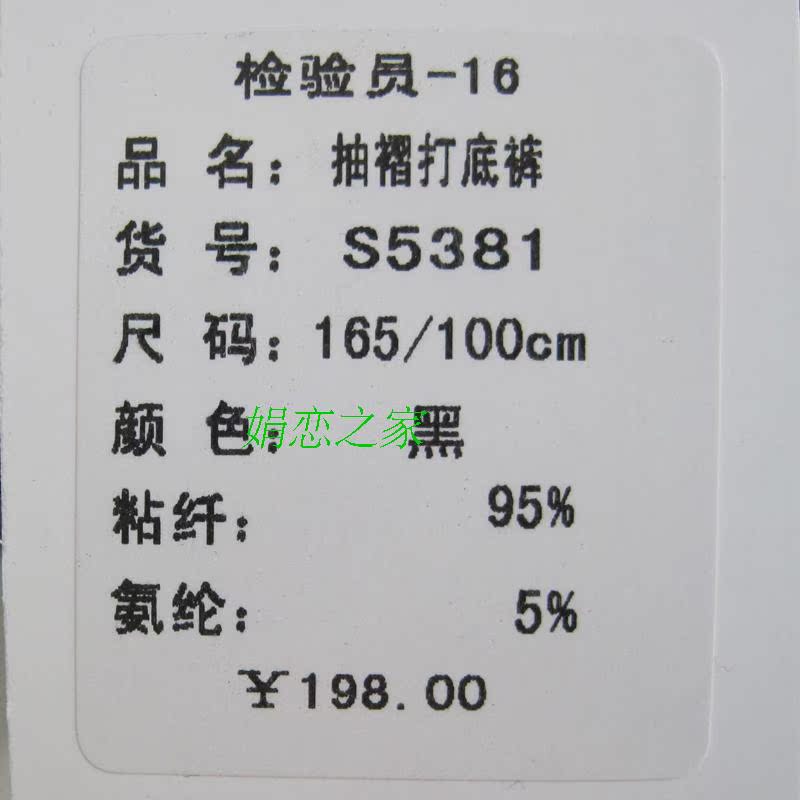 检验员-16
品 名: 抽褶打底裤
货 号: S5381
尺 码: 165/100cm
颜 色: 黑
娟恋之家
粘纤: 95%
氨纶: 5%
¥198.00